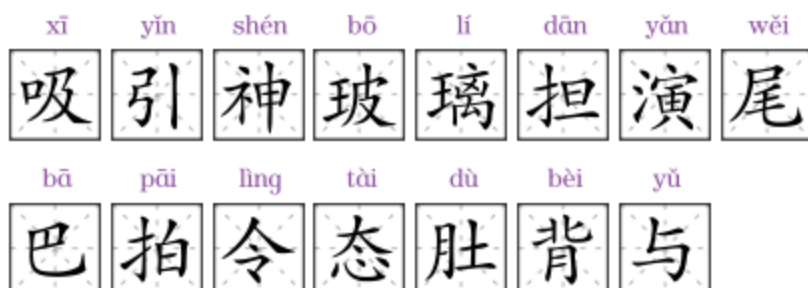 xī yǐn shén bō lí dān yǎn wěi
吸 引 神 玻 璃 担 演 尾
bā pāi lìng tài dù bèi yǔ
巴 拍 令 态 肚 背 与